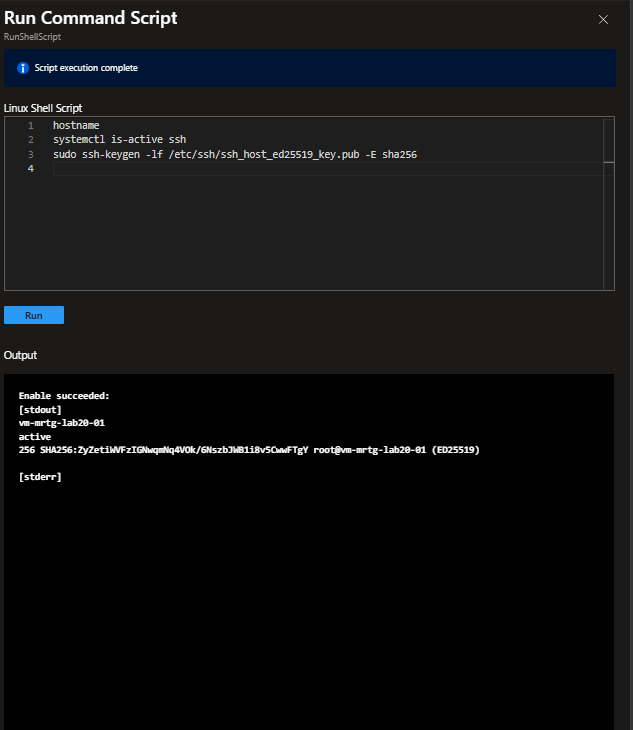 Run Command Script
RunShellScript
Script execution complete
Linux Shell Script
1 hostname
2 systemctl is-active ssh
3 sudo ssh-keygen -lf /etc/ssh/ssh_host_ed25519_key.pub -E sha256
4
Run
Output
Enable succeeded:
[stdout]
vm-mrtg-lab20-01
active
256 SHA256:ZyZetiWVFzIGNwqmNq4VOk/6NszbJWB1i8v5CwwFTgY root@vm-mrtg-lab20-01 (ED25519)
[stderr]